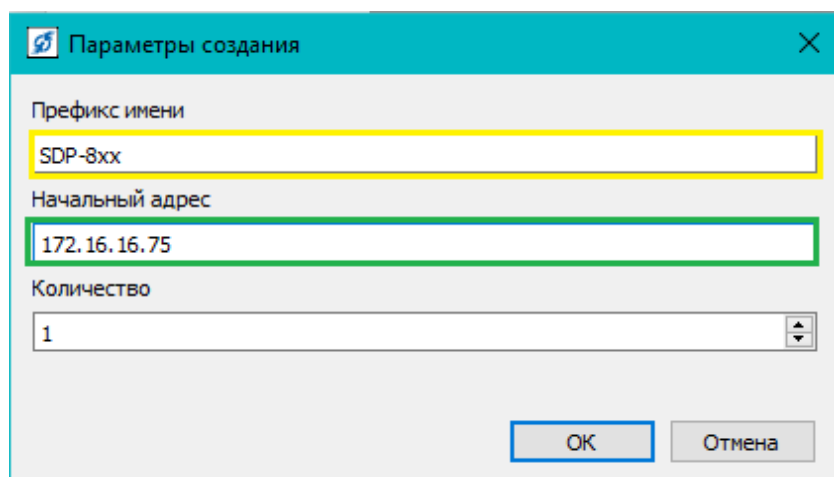 Параметры создания
Префикс имени
SDP-8xx
Начальный адрес
172.16.16.75
Количество
1
OK Отмена